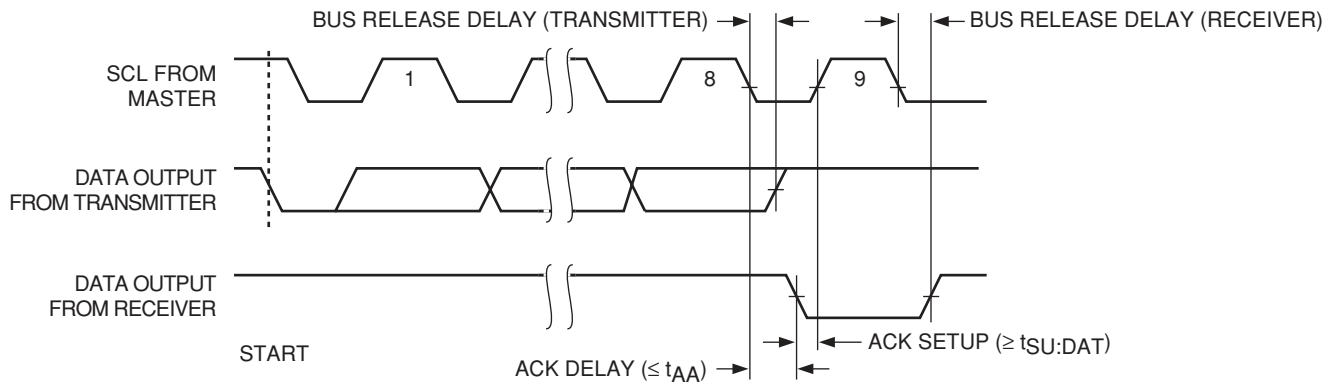 BUS RELEASE DELAY (TRANSMITTER)
BUS RELEASE DELAY (RECEIVER)
SCL FROM
MASTER
1
8
9
DATA OUTPUT
FROM TRANSMITTER
DATA OUTPUT
FROM RECEIVER
START
ACK SETUP (≥ tSU:DAT)
ACK DELAY (≤ tAA)